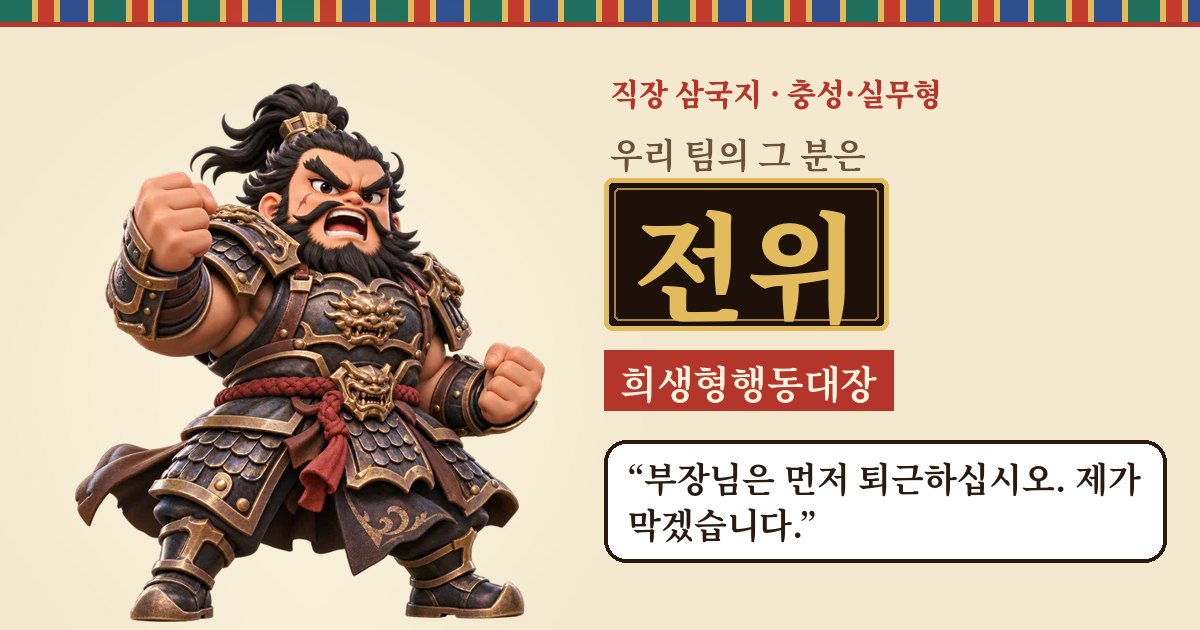 직장 삼국지 · 충성·실무형
우리 팀의 그 분은
전위
희생형행동대장
“부장님은 먼저 퇴근하십시오. 제가
막겠습니다.”